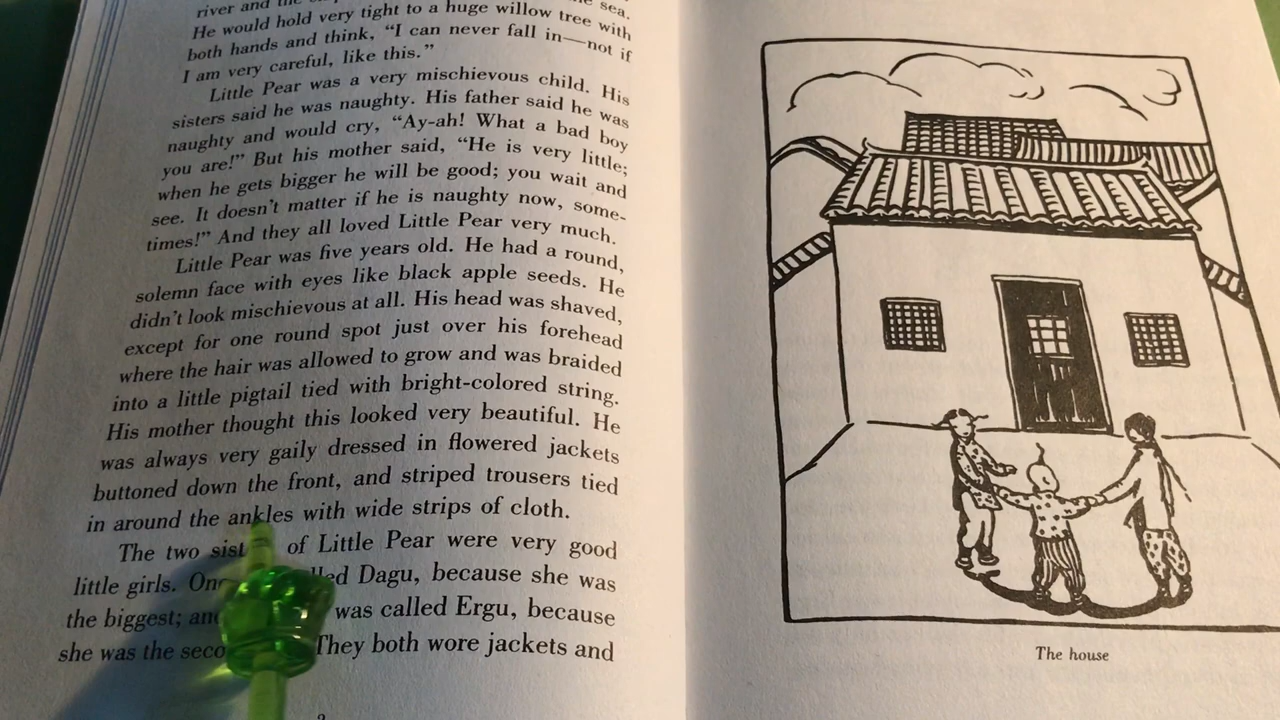 river and the sea.
He would hold very tight to a huge willow tree with
both hands and think, “I can never fall in—not if
I am very careful, like this.”
Little Pear was a very mischievous child. His
sisters said he was naughty. His father said he was
naughty and would cry, “Ay-ah! What a bad boy
you are!” But his mother said, “He is very little;
when he gets bigger he will be good; you wait and
see. It doesn’t matter if he is naughty now, some-
times!” And they all loved Little Pear very much.
Little Pear was five years old. He had a round,
solemn face with eyes like black apple seeds. He
didn’t look mischievous at all. His head was shaved,
except for one round spot just over his forehead
where the hair was allowed to grow and was braided
into a little pigtail tied with bright-colored string.
His mother thought this looked very beautiful. He
was always very gaily dressed in flowered jackets
buttoned down the front, and striped trousers tied
in around the ankles with wide strips of cloth.
The two of Little Pear were very good
little girls. Dagu, because she was
the biggest; was called Ergu, because
she was the They both wore jackets and
The house